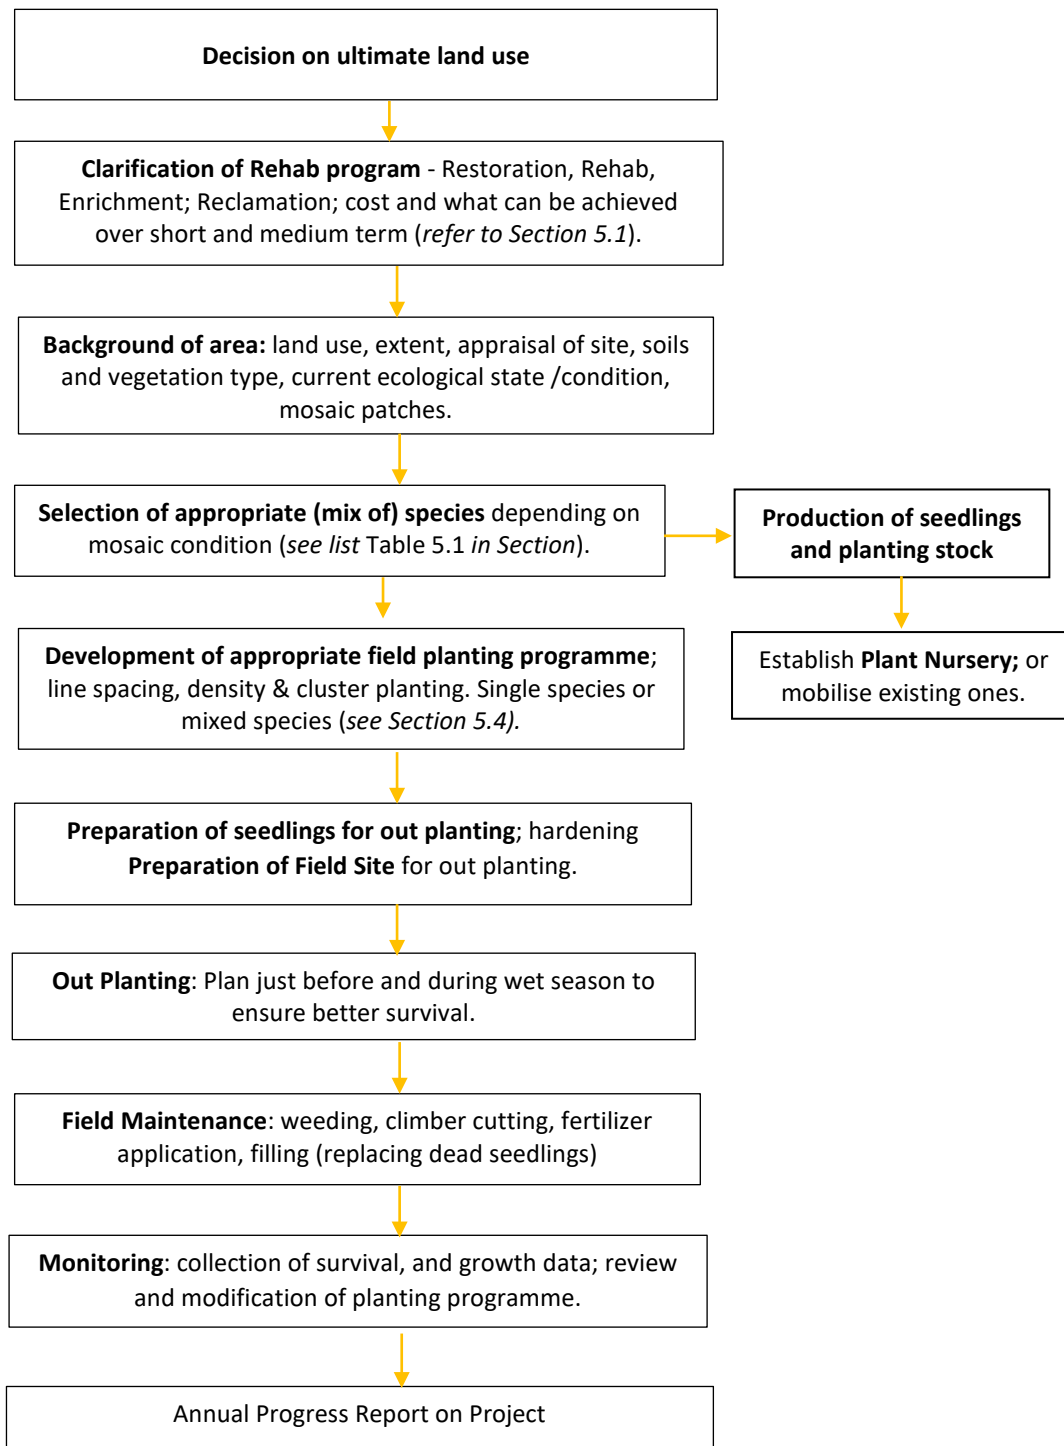 Decision on ultimate land use
Clarification of Rehab program - Restoration, Rehab,
Enrichment; Reclamation; cost and what can be achieved
over short and medium term (refer to Section 5.1).
Background of area: land use, extent, appraisal of site, soils
and vegetation type, current ecological state /condition,
mosaic patches.
Selection of appropriate (mix of) species depending on
mosaic condition (see list Table 5.1 in Section).
Production of seedlings
and planting stock
Establish Plant Nursery; or
mobilise existing ones.
Development of appropriate field planting programme;
line spacing, density & cluster planting. Single species or
mixed species (see Section 5.4).
Preparation of seedlings for out planting; hardening
Preparation of Field Site for out planting.
Out Planting: Plan just before and during wet season to
ensure better survival.
Field Maintenance: weeding, climber cutting, fertilizer
application, filling (replacing dead seedlings)
Monitoring: collection of survival, and growth data; review
and modification of planting programme.
Annual Progress Report on Project